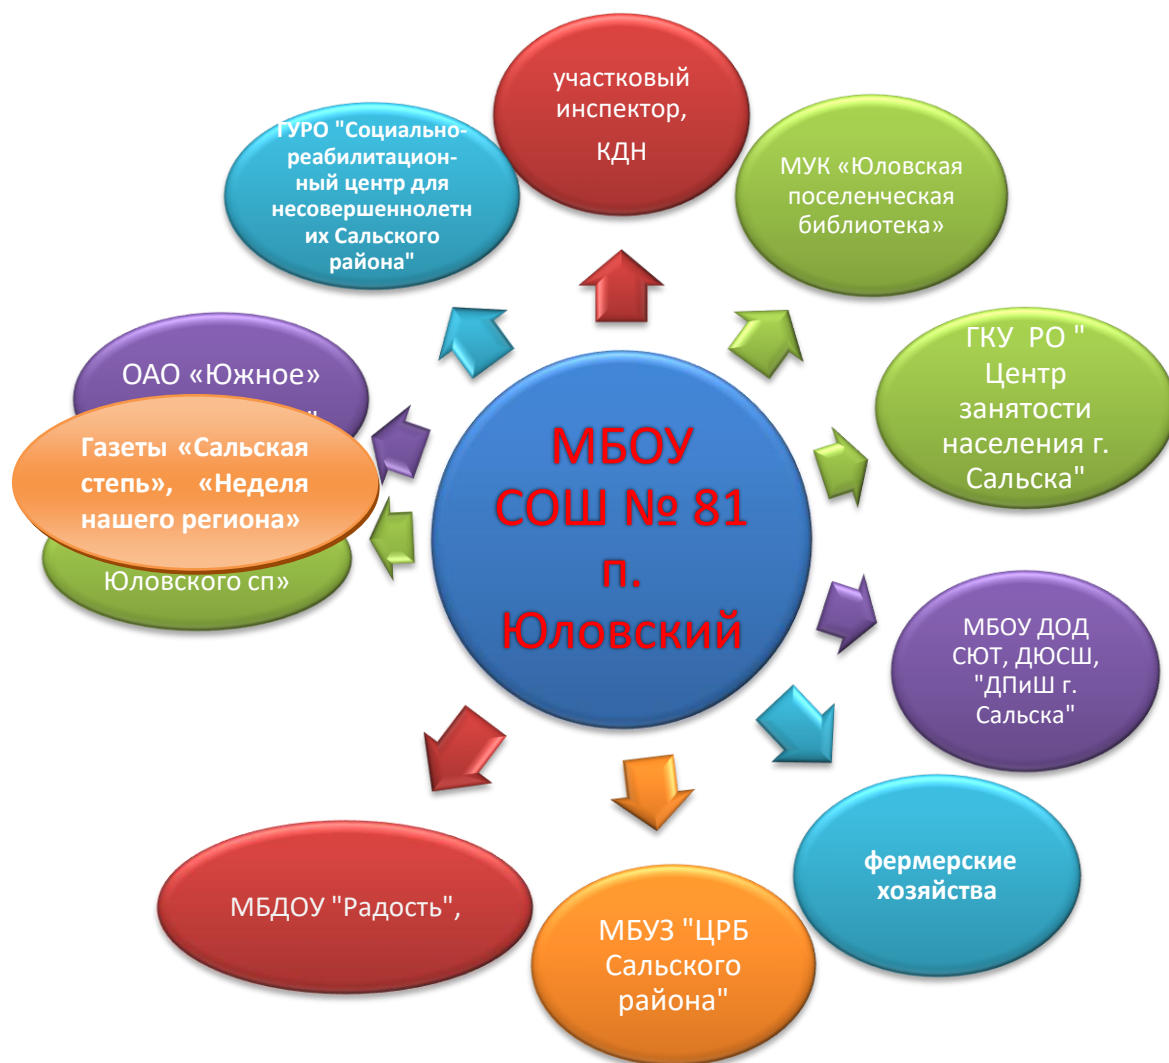 участковый
инспектор,
КДН
ГУРО "Социально-
реабилитацион-
ный центр для
несовершеннолетн
их Сальского
района"
МУК «Юловская
поселенческая
библиотека»
ГКУ РО "
Центр
занятости
населения г.
Сальска"
ОАО «Южное»
Газеты «Сальская
степь», «Неделя
нашего региона»
Юловского сп»
МБОУ
СОШ № 81
п.
Юловский
МБОУ ДОД
СЮТ, ДЮСШ,
"ДПиШ г.
Сальска"
фермерские
хозяйства
МБДОУ "Радость",
МБУЗ "ЦРБ
Сальского
района"